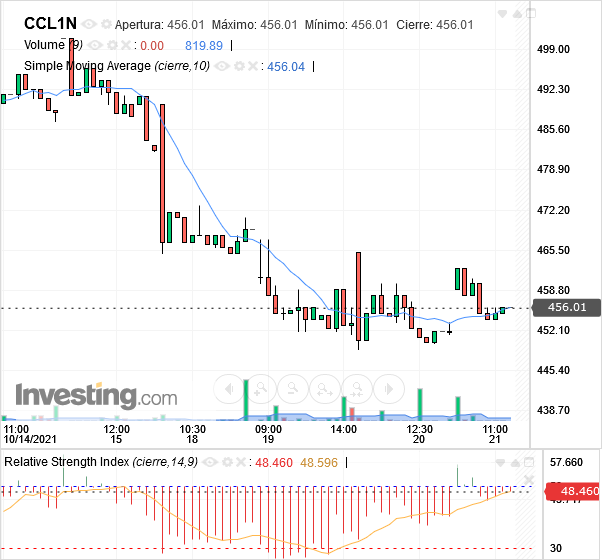 CCL1N Apertura: 456.01 Máximo: 456.01 Mínimo: 456.01 Cierre: 456.01
Volume (9) : 0.00 819.89
Simple Moving Average (cierre,10) : 456.04
499.00
492.30
485.60
478.90
472.20
465.50
458.80
456.01
452.10
445.40
438.70
Investing.com
11:00 12:00 10:30 09:00 14:00 12:30 11:00
10/14/2021 15 18 19 20 21
Relative Strength Index (cierre,14,9) : 48.460 48.596
57.660
48.460
30